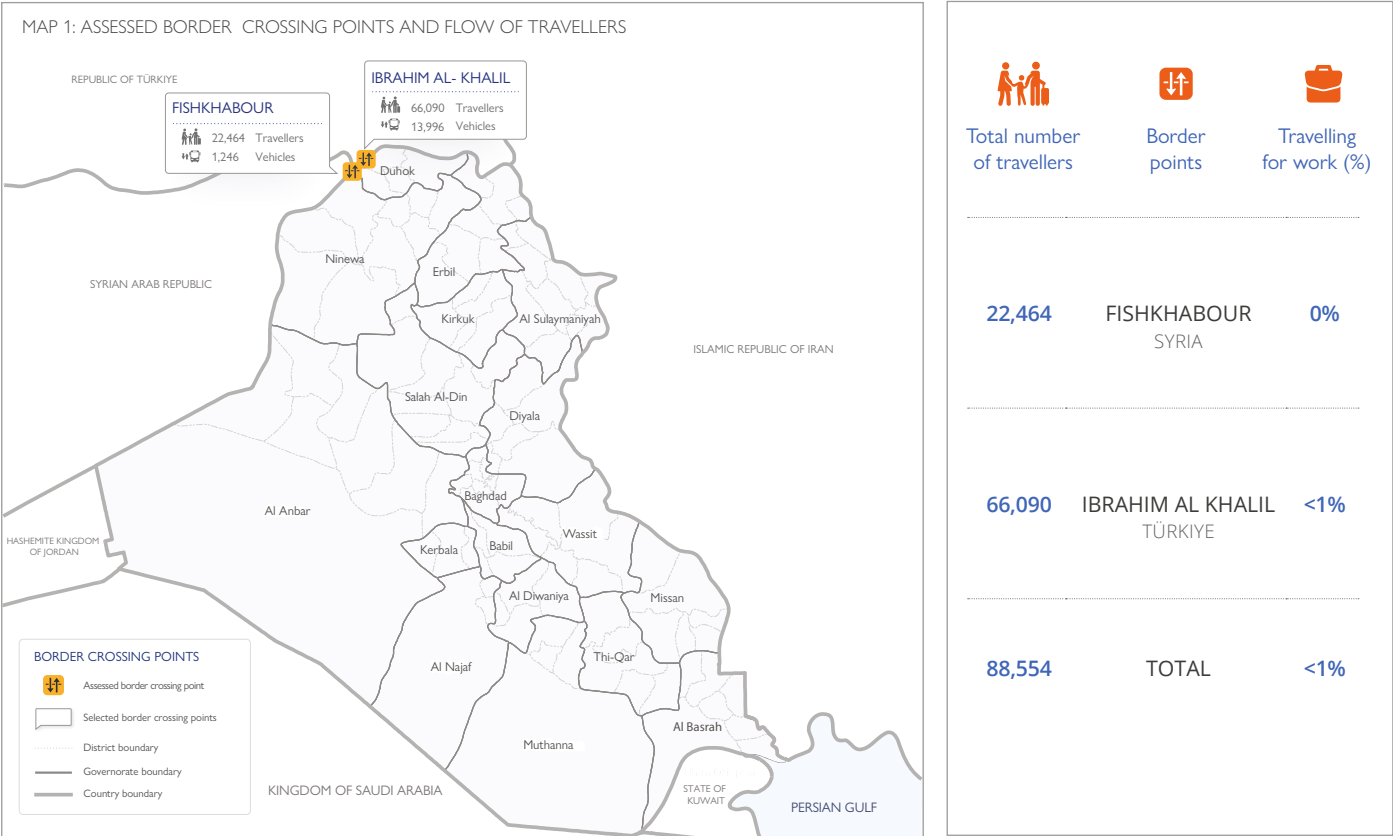 MAP 1: ASSESSED BORDER CROSSING POINTS AND FLOW OF TRAVELLERS
REPUBLIC OF TÜRKIYE
IBRAHIM AL- KHALIL
66,090 Travellers
13,996 Vehicles
FISHKHABOUR
22,464 Travellers
1,246 Vehicles
Duhok
Ninewa
Erbil
SYRIAN ARAB REPUBLIC
Kirkuk
Al Sulaymaniyah
ISLAMIC REPUBLIC OF IRAN
Salah Al-Din
Diyala
Baghdad
Al Anbar
Wassit
HASHEMITE KINGDOM
OF JORDAN
Kerbala
Babil
Al Diwaniya
Missan
Al Najaf
Thi-Qar
Al Basrah
Muthanna
KINGDOM OF SAUDI ARABIA
STATE OF
KUWAIT
PERSIAN GULF
BORDER CROSSING POINTS
Assessed border crossing point
Selected border crossing points
District boundary
Governorate boundary
Country boundary
Total number
of travellers
Border
points
Travelling
for work (%)
22,464 FISHKHABOUR 0%
SYRIA
66,090 IBRAHIM AL KHALIL <1%
TÜRKIYE
88,554 TOTAL <1%